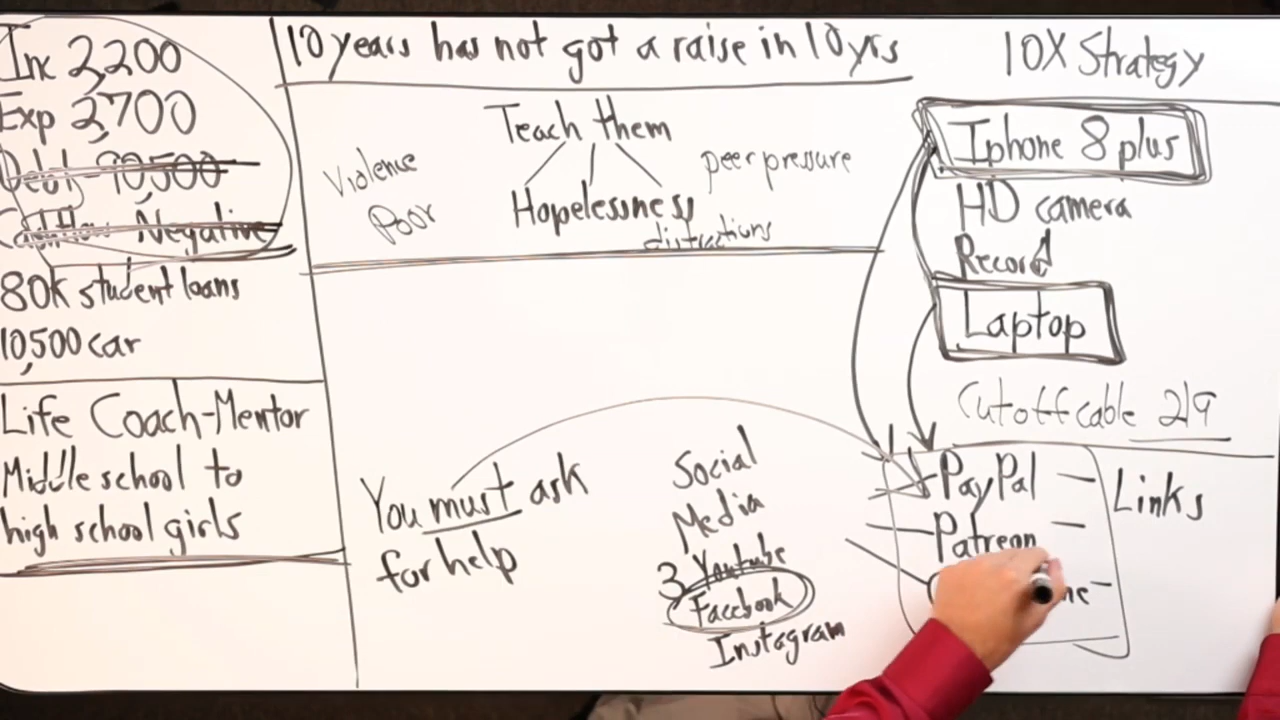 Inc 2,200
Exp 2,700
Debt - 90,500
Cashflow Negative
80K student loans
10,500 car
Life Coach-Mentor
Middle school to
high school girls
10 years has not got a raise in 10 yrs
Teach them
Violence
peer pressure
Poor
Hopelessness
distractions
You must ask
for help
Social
Media
3 Youtube
Facebook
Instagram
10X Strategy
Iphone 8 plus
HD camera
Record
Laptop
Cutoff cable 219
PayPal
Links
Patreon